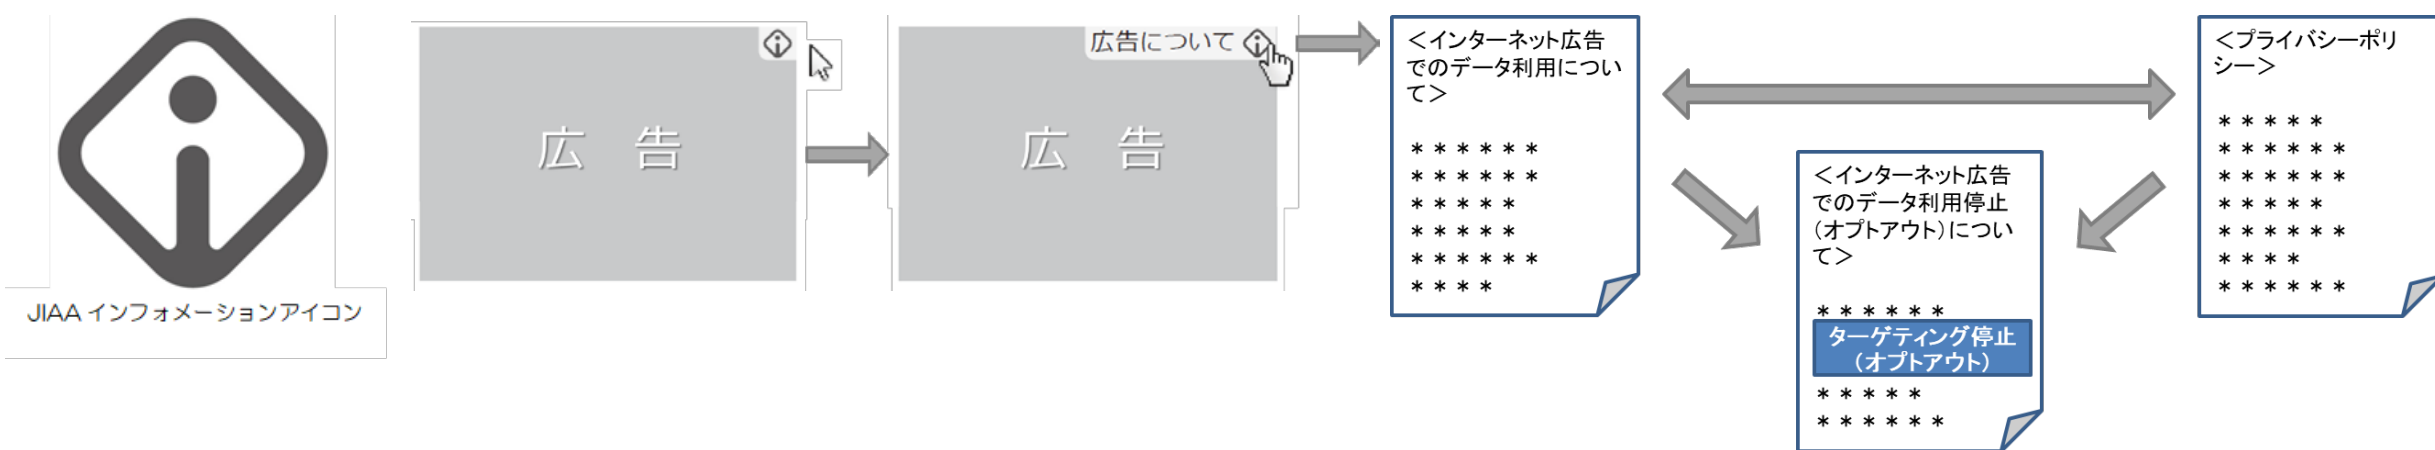 JIAA インフォメーションアイコン
広 告
広告について
広 告
＜インターネット広告
でのデータ利用につい
て＞
＊＊＊＊＊＊
＊＊＊＊＊＊
＊＊＊＊＊
＊＊＊＊＊
＊＊＊＊＊＊
＊＊＊＊
＜インターネット広告
でのデータ利用停止
（オプトアウト）につい
て＞
＊＊＊＊＊＊
ターゲティング停止
（オプトアウト）
＊＊＊＊＊
＊＊＊＊＊＊
＜プライバシーポリ
シー＞
＊＊＊＊＊
＊＊＊＊＊＊
＊＊＊＊＊＊
＊＊＊＊＊
＊＊＊＊＊＊
＊＊＊＊
＊＊＊＊＊＊